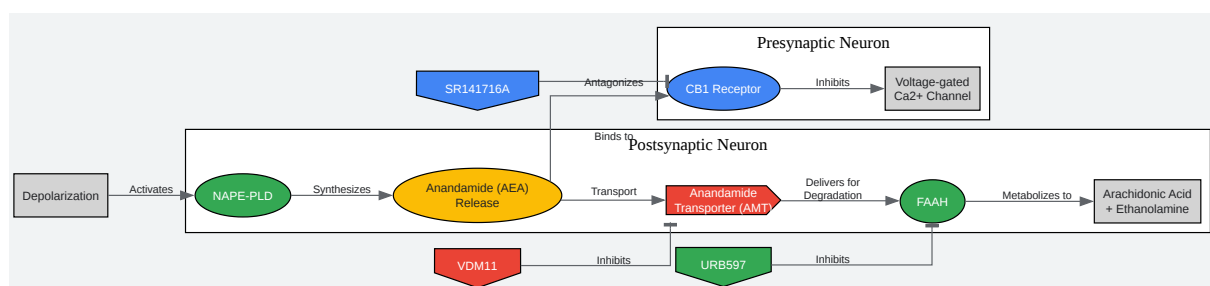 Presynaptic Neuron
SR141716A
Antagonizes
CB1 Receptor
Inhibits
Voltage-gated
Ca2+ Channel
Binds to
Postsynaptic Neuron
Depolarization
Activates
NAPE-PLD
Synthesizes
Anandamide (AEA)
Release
Transport
Anandamide
Transporter (AMT)
Delivers for
Degradation
FAAH
Metabolizes to
Arachidonic Acid
+ Ethanolamine
VDM11
Inhibits
URB597
Inhibits